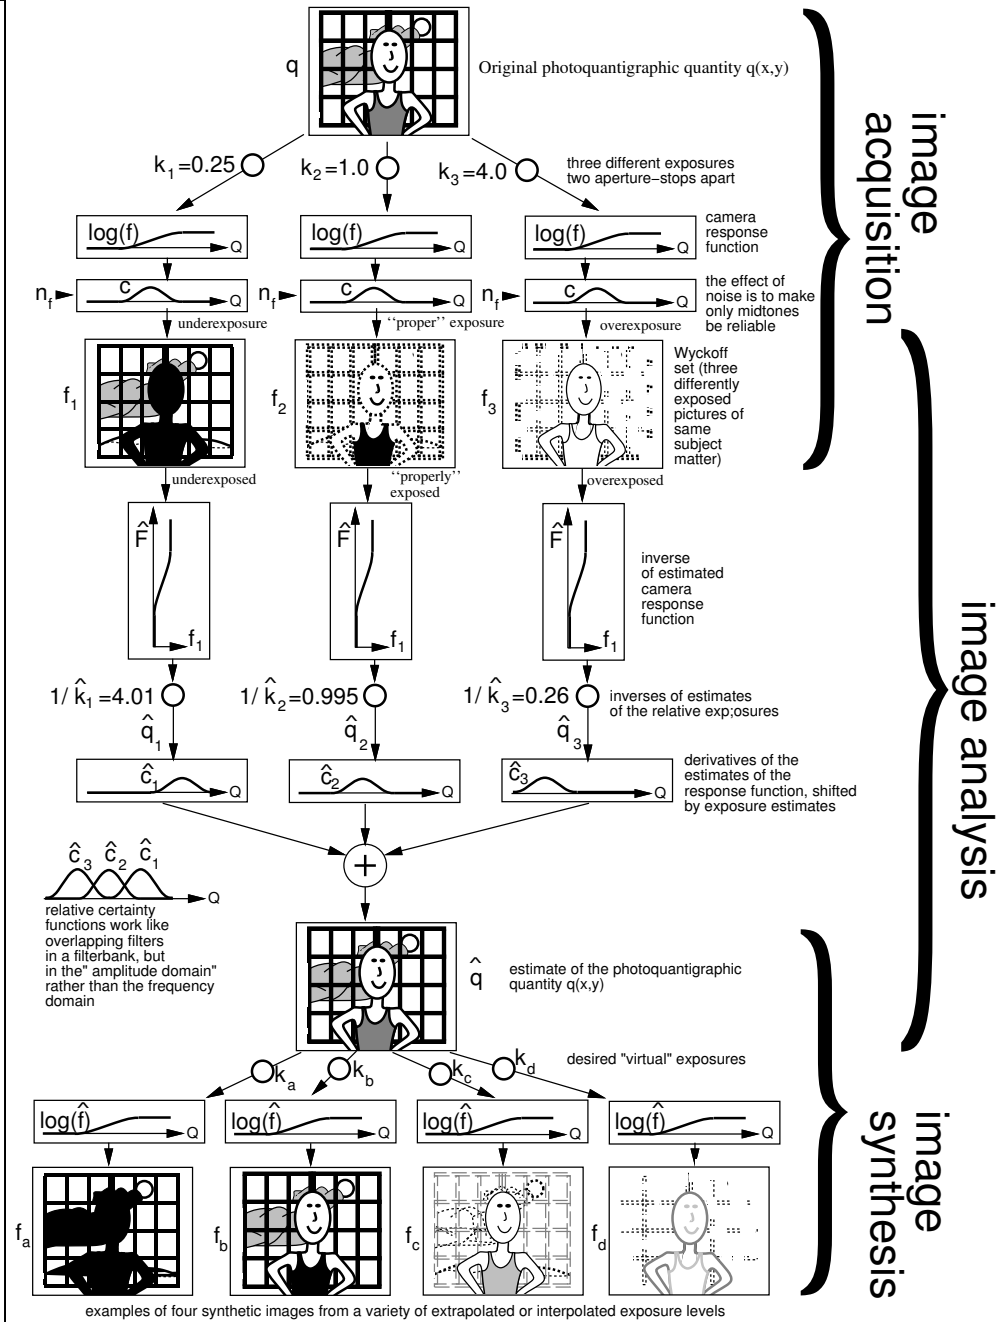 q
Original photoquantigraphic quantity q(x,y)
k1=0.25
k2=1.0
k3=4.0
three different exposures
two aperture−stops apart
log(f)
Q
log(f)
Q
log(f)
Q
camera
response
function
nf
c
Q
nf
c
Q
nf
c
Q
the effect of
noise is to make
only midtones
be reliable
underexposure
‘‘proper’’ exposure
overexposure
f1
f2
f3
Wyckoff
set (three
differently
exposed
pictures of
same
subject
matter)
image
acquisition
underexposed
‘‘properly’’
exposed
overexposed
F̂
f1
F̂
f1
F̂
f1
inverse
of estimated
camera
response
function
1/ k̂1=4.01
1/ k̂2=0.995
1/ k̂3=0.26
inverses of estimates
of the relative exp;osures
q̂1
q̂2
q̂3
ĉ1
Q
ĉ2
Q
ĉ3
Q
derivatives of the
estimates of the
response function, shifted
by exposure estimates
image analysis
+
ĉ3 ĉ2 ĉ1
Q
relative certainty
functions work like
overlapping filters
in a filterbank, but
in the" amplitude domain"
rather than the frequency
domain
q̂
estimate of the photoquantigraphic
quantity q(x,y)
ka
kb
kc
kd
desired "virtual" exposures
log(f̂)
Q
log(f̂)
Q
log(f̂)
Q
log(f̂)
Q
fa
fb
fc
fd
image
synthesis
examples of four synthetic images from a variety of extrapolated or interpolated exposure levels